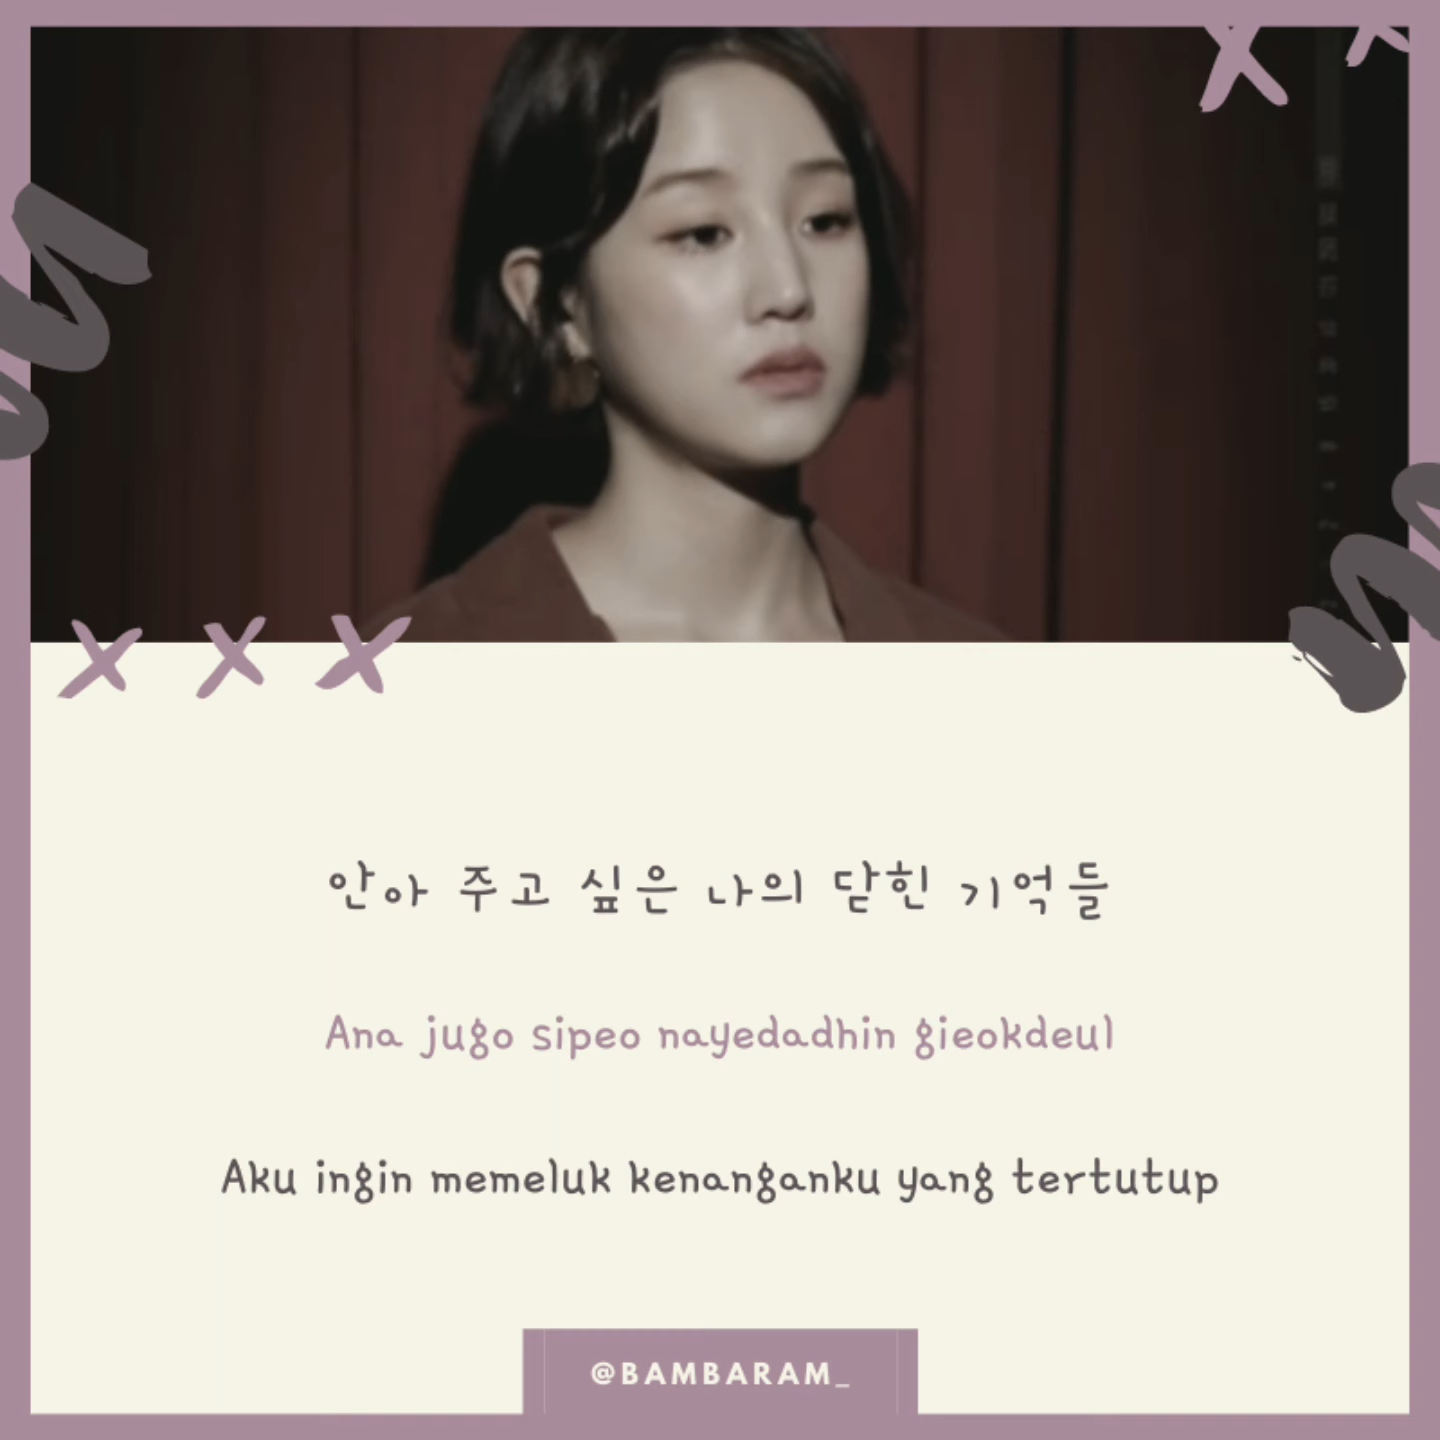 안아 주고 싶은 나의 닫힌 기억들
Ana jugo sipeo nayedadhin gieokdeul
Aku ingin memeluk kenanganku yang tertutup
@BAMBARAM_